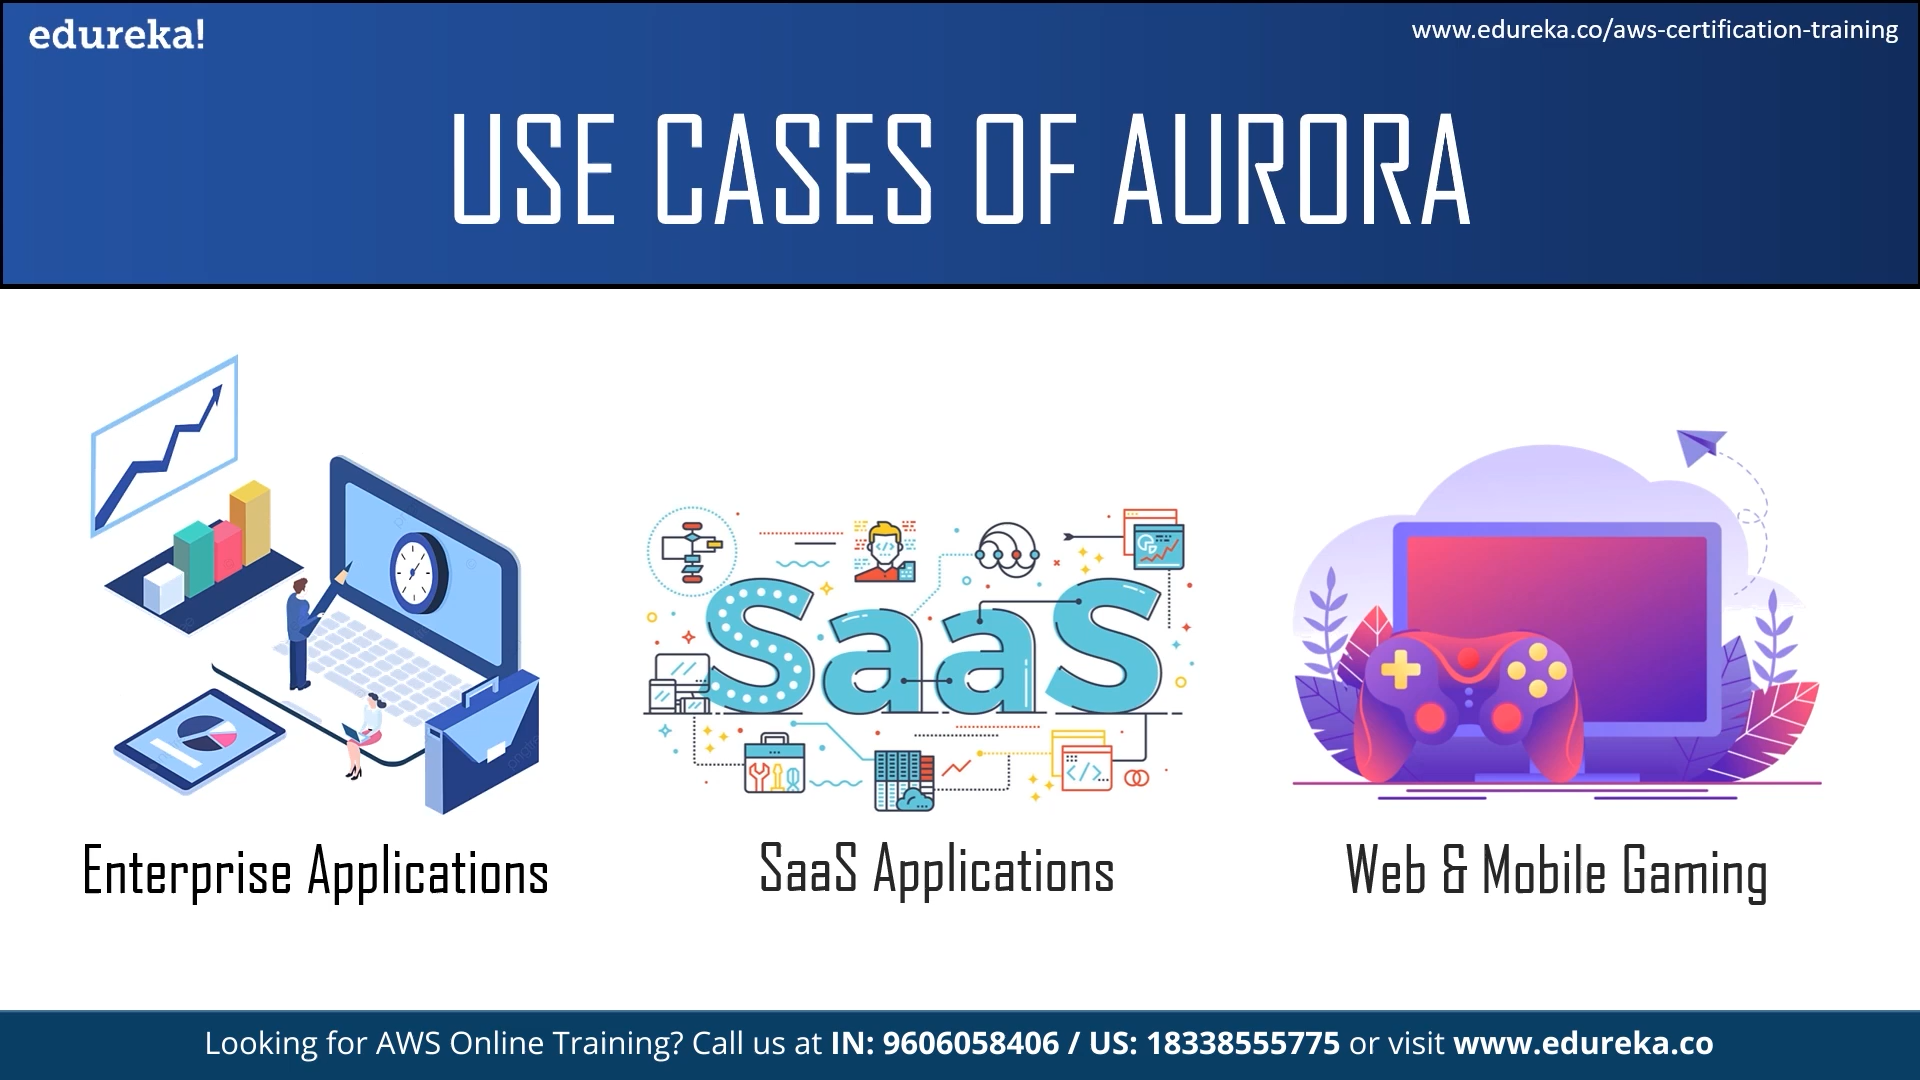 edureka!
www.edureka.co/aws-certification-training
USE CASES OF AURORA
SaaS
Enterprise Applications
SaaS Applications
Web & Mobile Gaming
Looking for AWS Online Training? Call us at IN: 9606058406 / US: 18338555775 or visit www.edureka.co